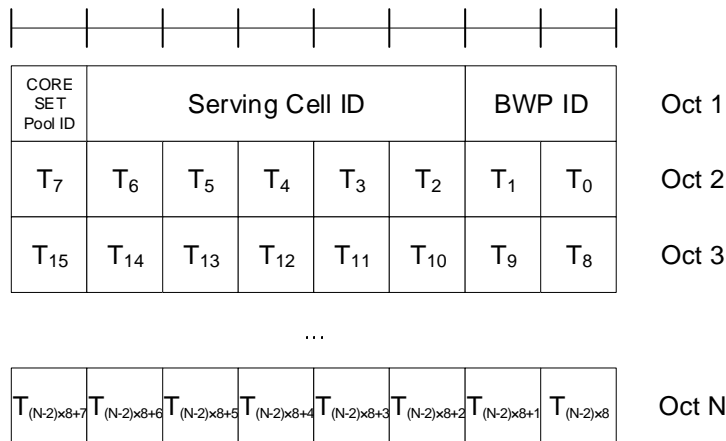 CORE SET Pool ID Serving Cell ID BWP ID Oct 1
T7 T6 T5 T4 T3 T2 T1 T0 Oct 2
T15 T14 T13 T12 T11 T10 T9 T8 Oct 3
...
T(N-2)×8+7 T(N-2)×8+6 T(N-2)×8+5 T(N-2)×8+4 T(N-2)×8+3 T(N-2)×8+2 T(N-2)×8+1 T(N-2)×8 Oct N